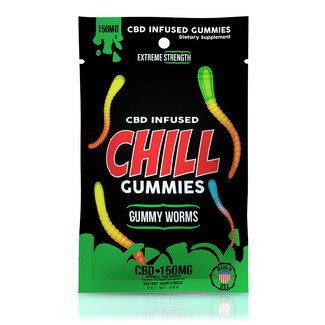 150MG
CBD INFUSED GUMMIES
Dietary Supplement
EXTREME STRENGTH
CBD INFUSED
CHILL
GUMMIES
GUMMY WORMS
CBD•150MG
DIETARY SUPPLEMENT
MADE IN